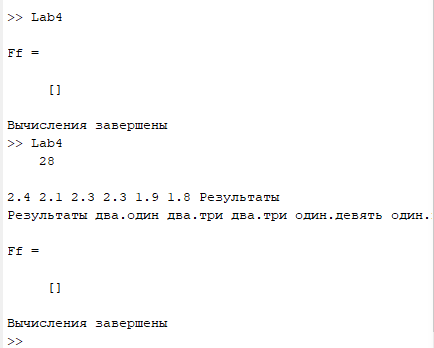 >> Lab4
Ff =
[]
Вычисления завершены
>> Lab4
28
2.4 2.1 2.3 2.3 1.9 1.8 Результаты
Результаты два.один два.три два.три один.девять один.
Ff =
[]
Вычисления завершены
>>